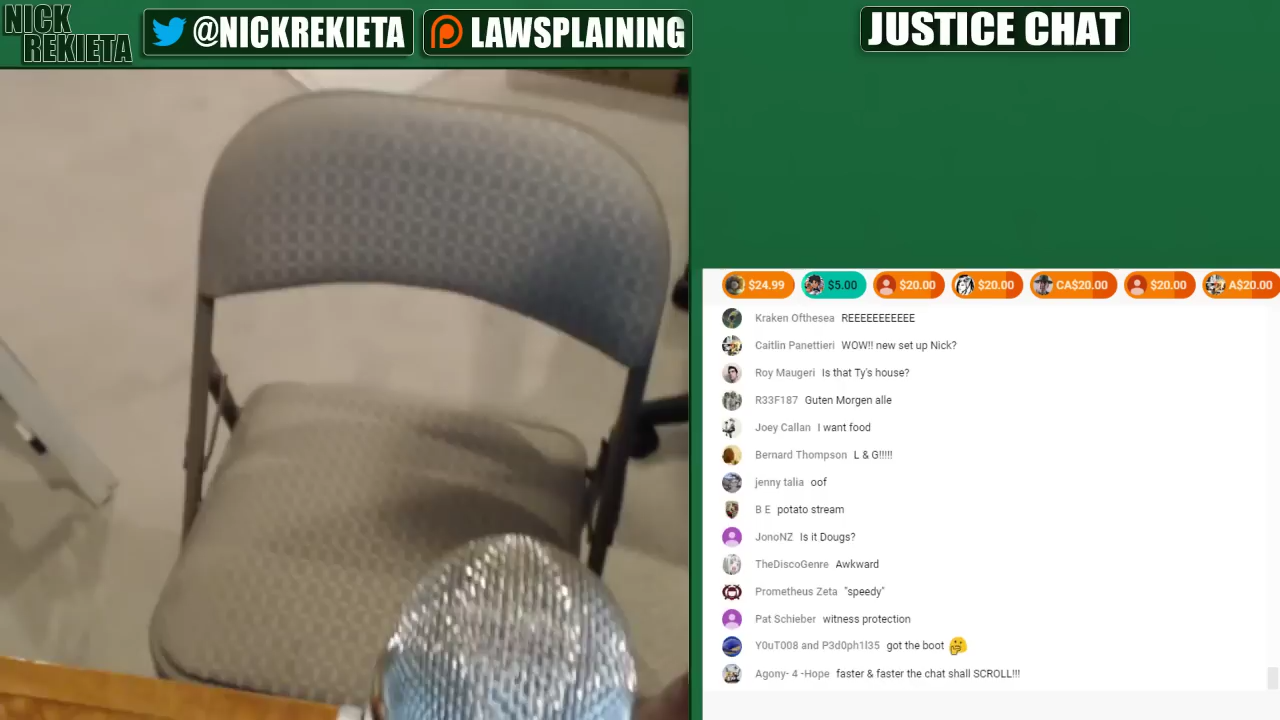 NICK
REKIETA
@NICKREKIETA
LAWSPLAINING
JUSTICE CHAT
$24.99 $5.00 $20.00 $20.00 CA$20.00 $20.00 A$20.00
Kraken Ofthesea REEEEEEEEEEE
Caitlin Panettieri WOW!! new set up Nick?
Roy Maugeri Is that Ty's house?
R33F187 Guten Morgen alle
Joey Callan I want food
Bernard Thompson L & G!!!!!
jenny talia oof
B E potato stream
JonoNZ Is it Dougs?
TheDiscoGenre Awkward
Prometheus Zeta "speedy"
Pat Schieber witness protection
Y0uT008 and P3d0ph1l35 got the boot 🤔
Agony- 4 -Hope faster & faster the chat shall SCROLL!!!